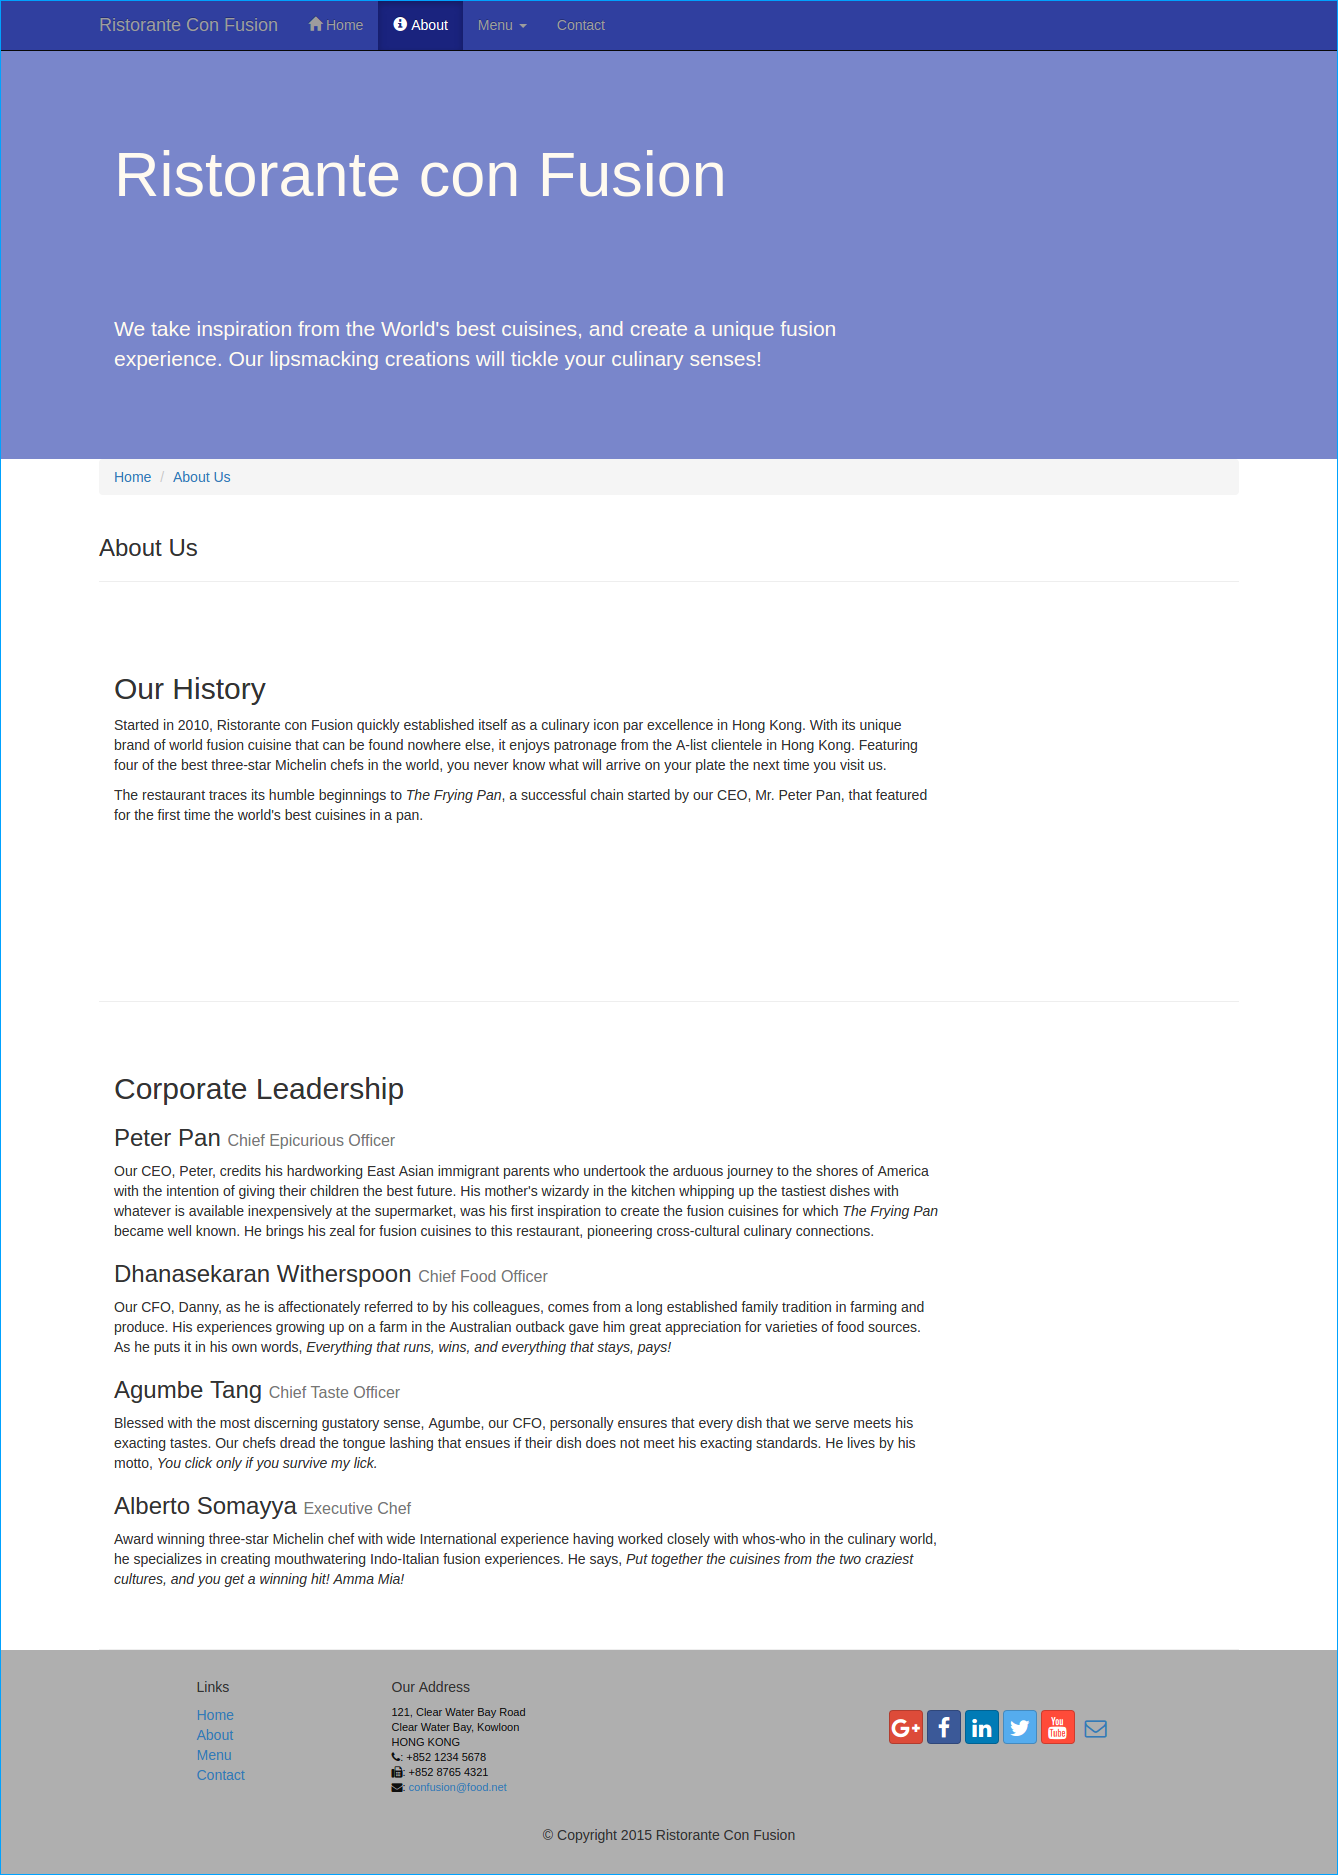 Ristorante Con Fusion Home About Menu Contact
Ristorante con Fusion
We take inspiration from the World's best cuisines, and create a unique fusion
experience. Our lipsmacking creations will tickle your culinary senses!
Home / About Us
About Us
Our History
Started in 2010, Ristorante con Fusion quickly established itself as a culinary icon par excellence in Hong Kong. With its unique
brand of world fusion cuisine that can be found nowhere else, it enjoys patronage from the A-list clientele in Hong Kong. Featuring
four of the best three-star Michelin chefs in the world, you never know what will arrive on your plate the next time you visit us.
The restaurant traces its humble beginnings to The Frying Pan, a successful chain started by our CEO, Mr. Peter Pan, that featured
for the first time the world's best cuisines in a pan.
Corporate Leadership
Peter Pan Chief Epicurious Officer
Our CEO, Peter, credits his hardworking East Asian immigrant parents who undertook the arduous journey to the shores of America
with the intention of giving their children the best future. His mother's wizardy in the kitchen whipping up the tastiest dishes with
whatever is available inexpensively at the supermarket, was his first inspiration to create the fusion cuisines for which The Frying Pan
became well known. He brings his zeal for fusion cuisines to this restaurant, pioneering cross-cultural culinary connections.
Dhanasekaran Witherspoon Chief Food Officer
Our CFO, Danny, as he is affectionately referred to by his colleagues, comes from a long established family tradition in farming and
produce. His experiences growing up on a farm in the Australian outback gave him great appreciation for varieties of food sources.
As he puts it in his own words, Everything that runs, wins, and everything that stays, pays!
Agumbe Tang Chief Taste Officer
Blessed with the most discerning gustatory sense, Agumbe, our CFO, personally ensures that every dish that we serve meets his
exacting tastes. Our chefs dread the tongue lashing that ensues if their dish does not meet his exacting standards. He lives by his
motto, You click only if you survive my lick.
Alberto Somayya Executive Chef
Award winning three-star Michelin chef with wide International experience having worked closely with whos-who in the culinary world,
he specializes in creating mouthwatering Indo-Italian fusion experiences. He says, Put together the cuisines from the two craziest
cultures, and you get a winning hit! Amma Mia!
Links
Home
About
Menu
Contact
Our Address
121, Clear Water Bay Road
Clear Water Bay, Kowloon
HONG KONG
: +852 1234 5678
: +852 8765 4321
: confusion@food.net
G+ f in You Tube
© Copyright 2015 Ristorante Con Fusion